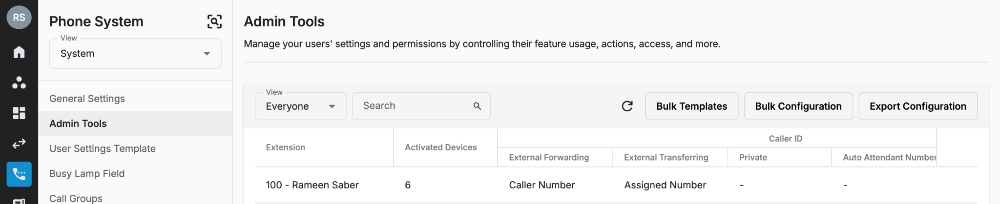 RS
Phone System
View
System
General Settings
Admin Tools
User Settings Template
Busy Lamp Field
Call Groups
Admin Tools
Manage your users' settings and permissions by controlling their feature usage, actions, access, and more.
View
Everyone
Search
Bulk Templates
Bulk Configuration
Export Configuration
Extension
Activated Devices
Caller ID
External Forwarding
External Transferring
Private
Auto Attendant Number
100 - Rameen Saber
6
Caller Number
Assigned Number
-
-